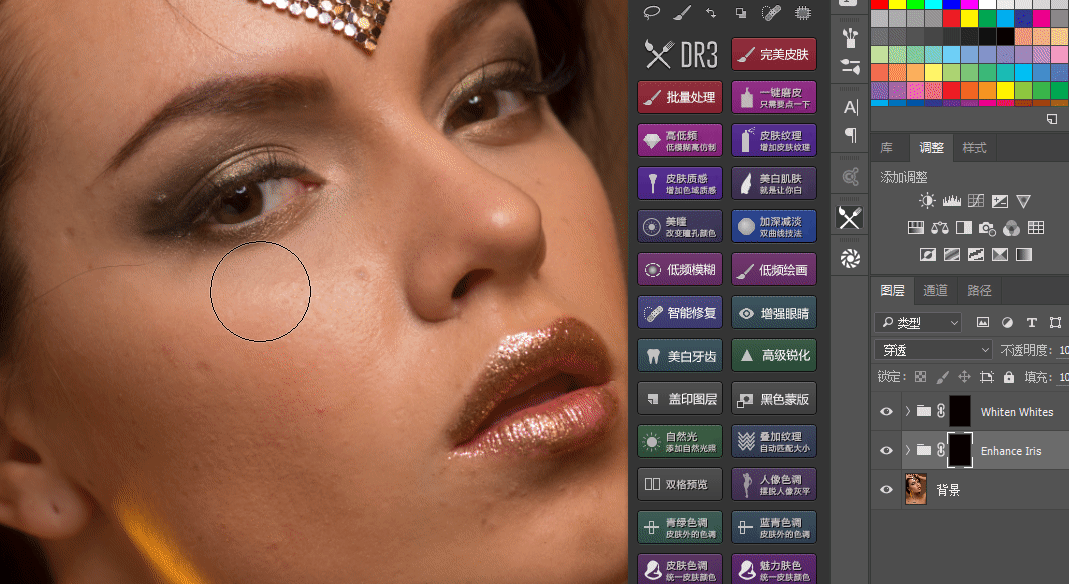 DR3
完美皮肤
批量处理
一键磨皮
只需要点一下
高低频
低模糊高仿制
皮肤纹理
增加皮肤纹理
皮肤质感
增加色域质感
美白肌肤
就是让你白
美瞳
改变瞳孔颜色
加深减淡
双曲线技法
低频模糊
低频绘画
智能修复
增强眼睛
美白牙齿
高级锐化
盖印图层
黑色蒙版
自然光
添加自然光照
叠加纹理
自动匹配大小
双格预览
人像色调
摆脱人像灰平
青绿色调
皮肤外的色调
蓝青色调
皮肤外的色调
皮肤色调
统一皮肤颜色
魅力肤色
统一皮肤颜色
库 调整 样式
添加调整
图层 通道 路径
类型
穿透 不透明度: 10
锁定: 填充: 10
Whiten Whites
Enhance Iris
背景